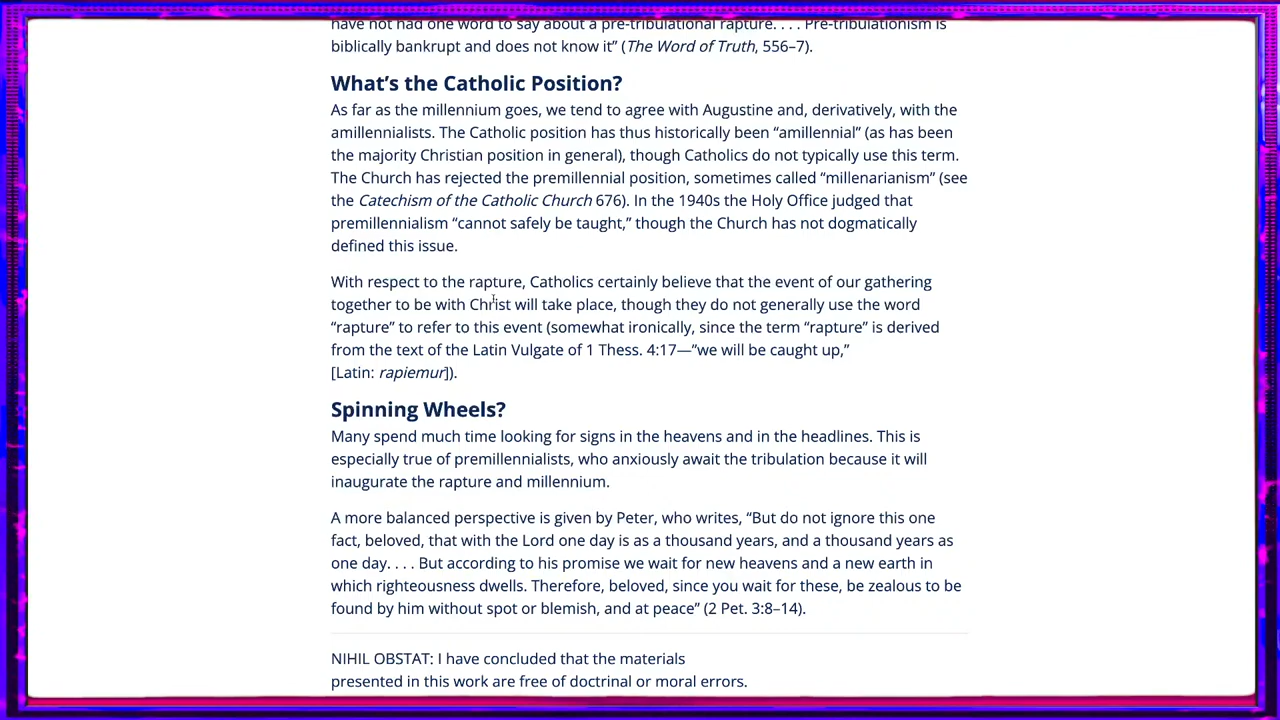 have not had one word to say about a pre-tribulational rapture. . . . Pre-tribulationism is
biblically bankrupt and does not know it” (The Word of Truth, 556–7).
What’s the Catholic Position?
As far as the millennium goes, we tend to agree with Augustine and, derivatively, with the
amillennialists. The Catholic position has thus historically been “amillennial” (as has been
the majority Christian position in general), though Catholics do not typically use this term.
The Church has rejected the premillennial position, sometimes called “millenarianism” (see
the Catechism of the Catholic Church 676). In the 1940s the Holy Office judged that
premillennialism “cannot safely be taught,” though the Church has not dogmatically
defined this issue.
With respect to the rapture, Catholics certainly believe that the event of our gathering
together to be with Christ will take place, though they do not generally use the word
“rapture” to refer to this event (somewhat ironically, since the term “rapture” is derived
from the text of the Latin Vulgate of 1 Thess. 4:17—“we will be caught up,”
[Latin: rapiemur]).
Spinning Wheels?
Many spend much time looking for signs in the heavens and in the headlines. This is
especially true of premillennialists, who anxiously await the tribulation because it will
inaugurate the rapture and millennium.
A more balanced perspective is given by Peter, who writes, “But do not ignore this one
fact, beloved, that with the Lord one day is as a thousand years, and a thousand years as
one day. . . . But according to his promise we wait for new heavens and a new earth in
which righteousness dwells. Therefore, beloved, since you wait for these, be zealous to be
found by him without spot or blemish, and at peace” (2 Pet. 3:8–14).
NIHIL OBSTAT: I have concluded that the materials
presented in this work are free of doctrinal or moral errors.